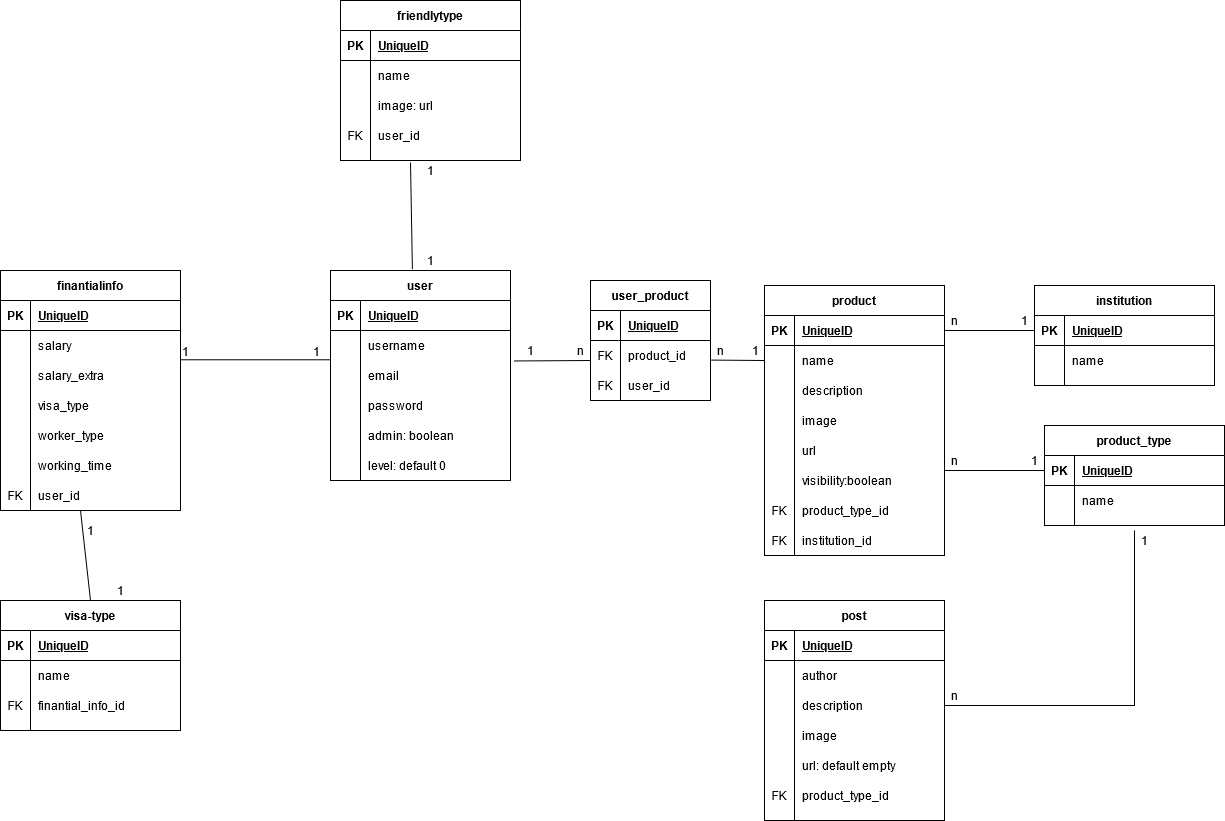 friendlytype
PK UniqueID
name
image: url
FK user_id
1
1
finantialinfo
PK UniqueID
salary
salary_extra
visa_type
worker_type
working_time
FK user_id
1
1
user
PK UniqueID
username
email
password
admin: boolean
level: default 0
1
n
user_product
PK UniqueID
FK product_id
FK user_id
n
1
product
PK UniqueID
name
description
image
url
visibility:boolean
FK product_type_id
FK institution_id
n
1
institution
PK UniqueID
name
n
1
product_type
PK UniqueID
name
1
1
1
visa-type
PK UniqueID
name
FK finantial_info_id
post
PK UniqueID
author
description
image
url: default empty
FK product_type_id
n